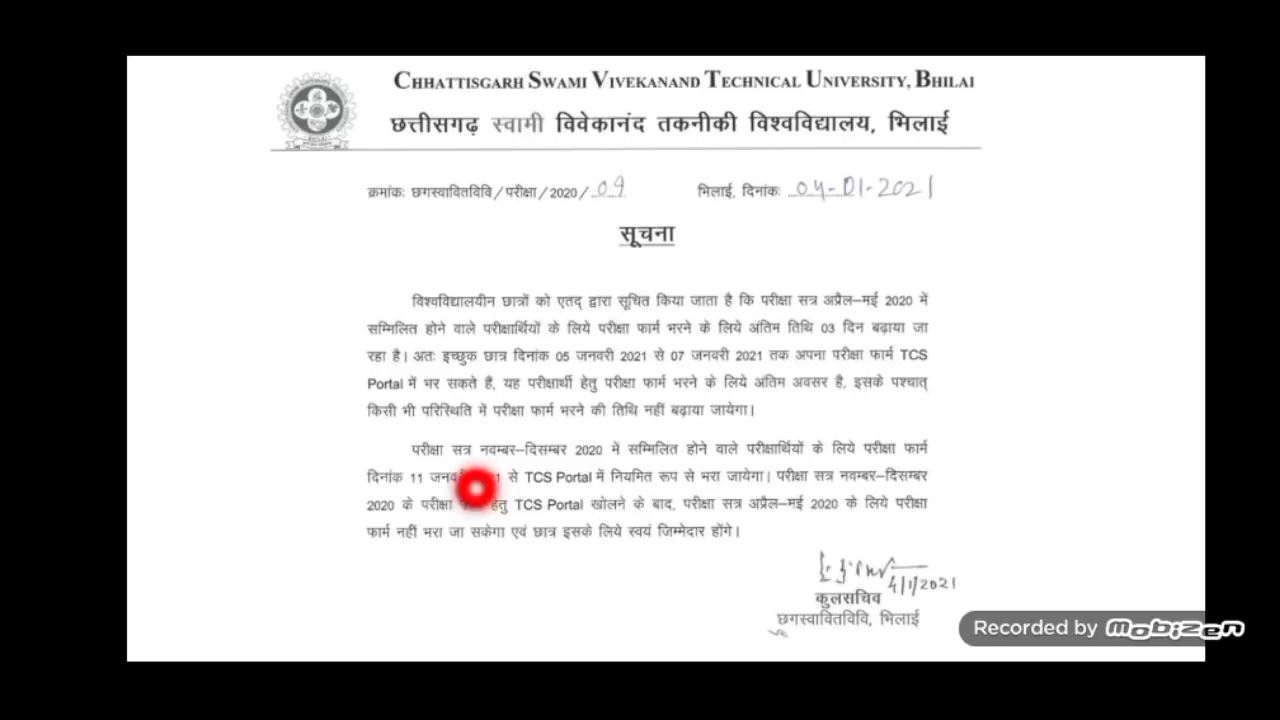 CHHATTISGARH SWAMI VIVEKANAND TECHNICAL UNIVERSITY, BHILAI
छत्तीसगढ़ स्वामी विवेकानंद तकनीकी विश्वविद्यालय, भिलाई
क्रमांकः छगस्वावितविवि/परीक्षा/2020/ 09 भिलाई, दिनांकः 04-01-2021
सूचना
विश्वविद्यालयीन छात्रों को एतद् द्वारा सूचित किया जाता है कि परीक्षा सत्र अप्रैल–मई 2020 में
सम्मिलित होने वाले परीक्षार्थियों के लिये परीक्षा फार्म भरने के लिये अंतिम तिथि 03 दिन बढ़ाया जा
रहा है। अतः इच्छुक छात्र दिनांक 05 जनवरी 2021 से 07 जनवरी 2021 तक अपना परीक्षा फार्म TCS
Portal में भर सकते है, यह परीक्षार्थी हेतु परीक्षा फार्म भरने के लिये अंतिम अवसर है, इसके पश्चात्
किसी भी परिस्थिति में परीक्षा फार्म भरने की तिथि नहीं बढ़ाया जायेगा।
परीक्षा सत्र नवम्बर–दिसम्बर 2020 में सम्मिलित होने वाले परीक्षार्थियों के लिये परीक्षा फार्म
दिनांक 11 से TCS Portal में नियमित रूप से भरा जायेगा। परीक्षा सत्र नवम्बर–दिसम्बर
2020 के परीक्षा हेतु TCS Portal खोलने के बाद, परीक्षा सत्र अप्रैल–मई 2020 के लिये परीक्षा
फार्म नहीं भरा जा सकेगा एवं छात्र इसके लिये स्वयं जिम्मेदार होंगे।
4/1/2021
कुलसचिव
छगस्वावितविवि, भिलाई
Recorded by mobizen